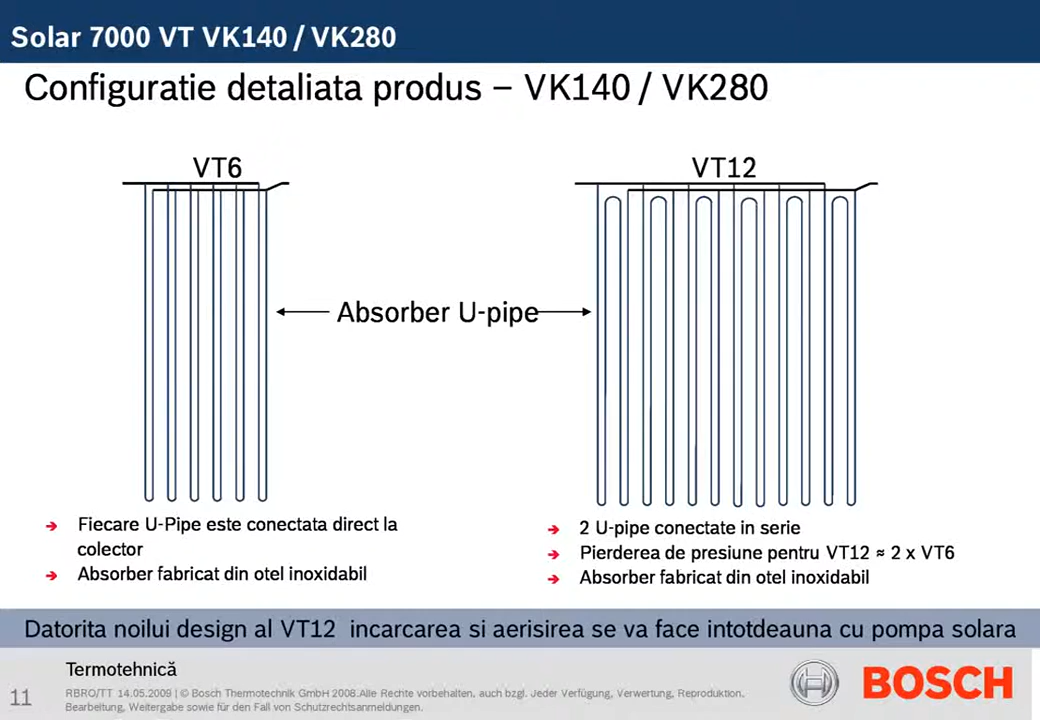 Solar 7000 VT VK140 / VK280
Configuratie detaliata produs – VK140 / VK280
VT6
VT12
Absorber U-pipe
Fiecare U-Pipe este conectata direct la
colector
Absorber fabricat din otel inoxidabil
2 U-pipe conectate in serie
Pierderea de presiune pentru VT12 ≈ 2 x VT6
Absorber fabricat din otel inoxidabil
Datorita noilui design al VT12 incarcarea si aerisirea se va face intotdeauna cu pompa solara
Termotehnică
11
RBRO/TT 14.05.2009 | © Bosch Thermotechnik GmbH 2008.Alle Rechte vorbehalten, auch bzgl. Jeder Verfügung, Verwertung, Reproduktion,
Bearbeitung, Weitergabe sowie für den Fall von Schutzrechtsanmeldungen.
BOSCH